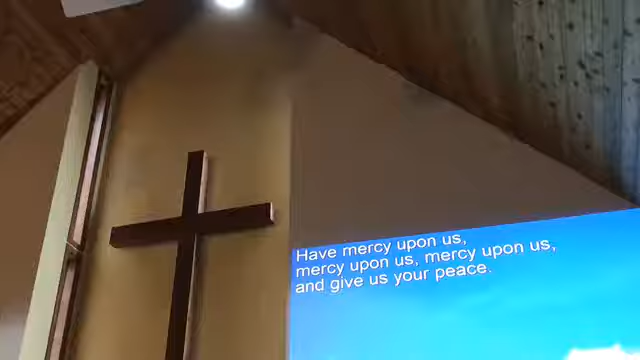 Have mercy upon us,
mercy upon us, mercy upon us,
and give us your peace.